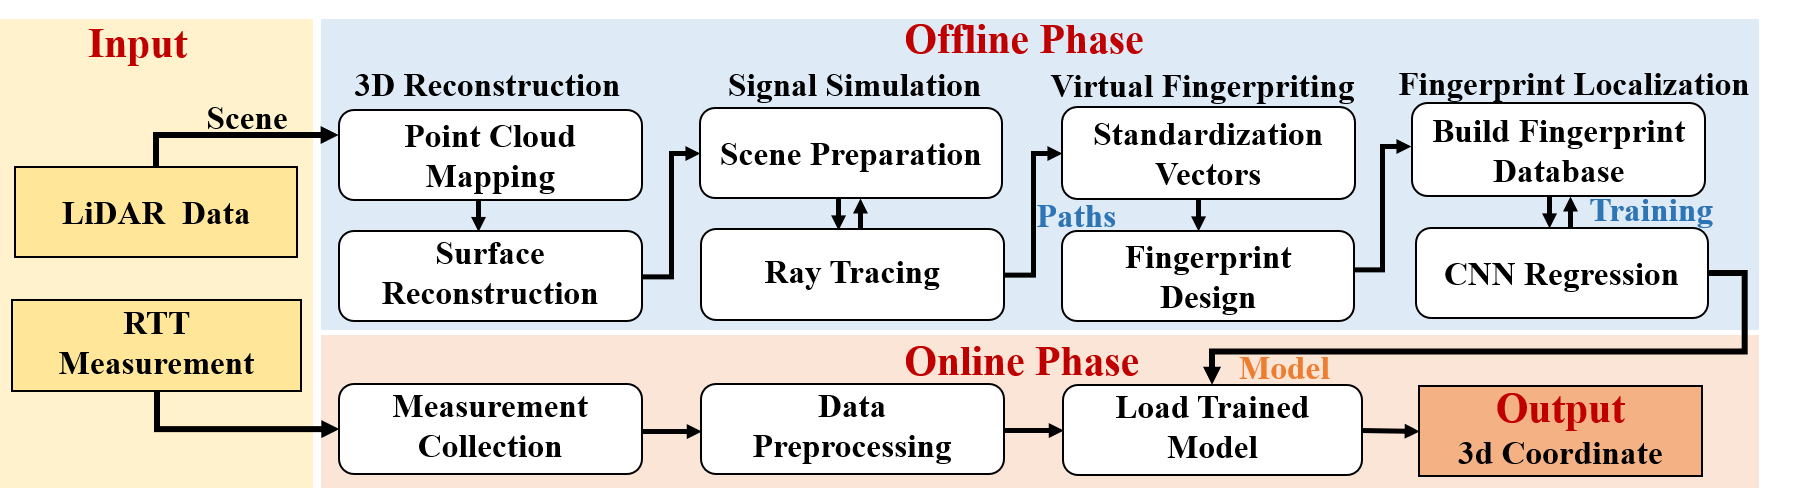 Input
Scene
LiDAR Data
RTT
Measurement
Offline Phase
3D Reconstruction
Point Cloud
Mapping
Surface
Reconstruction
Signal Simulation
Scene Preparation
Ray Tracing
Paths
Virtual Fingerpriting
Standardization
Vectors
Fingerprint
Design
Fingerprint Localization
Build Fingerprint
Database
Training
CNN Regression
Online Phase
Model
Measurement
Collection
Data
Preprocessing
Load Trained
Model
Output
3d Coordinate